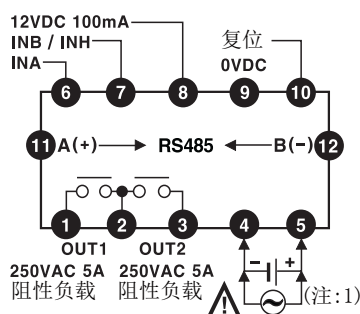 12VDC 100mA
INB / INH
INA
复位
0VDC
6 7 8 9 10
11 A(+) RS485 B(-) 12
1 2 3 4 5
OUT1 OUT2
250VAC 5A 250VAC 5A
阻性负载 阻性负载
- +
(注:1)